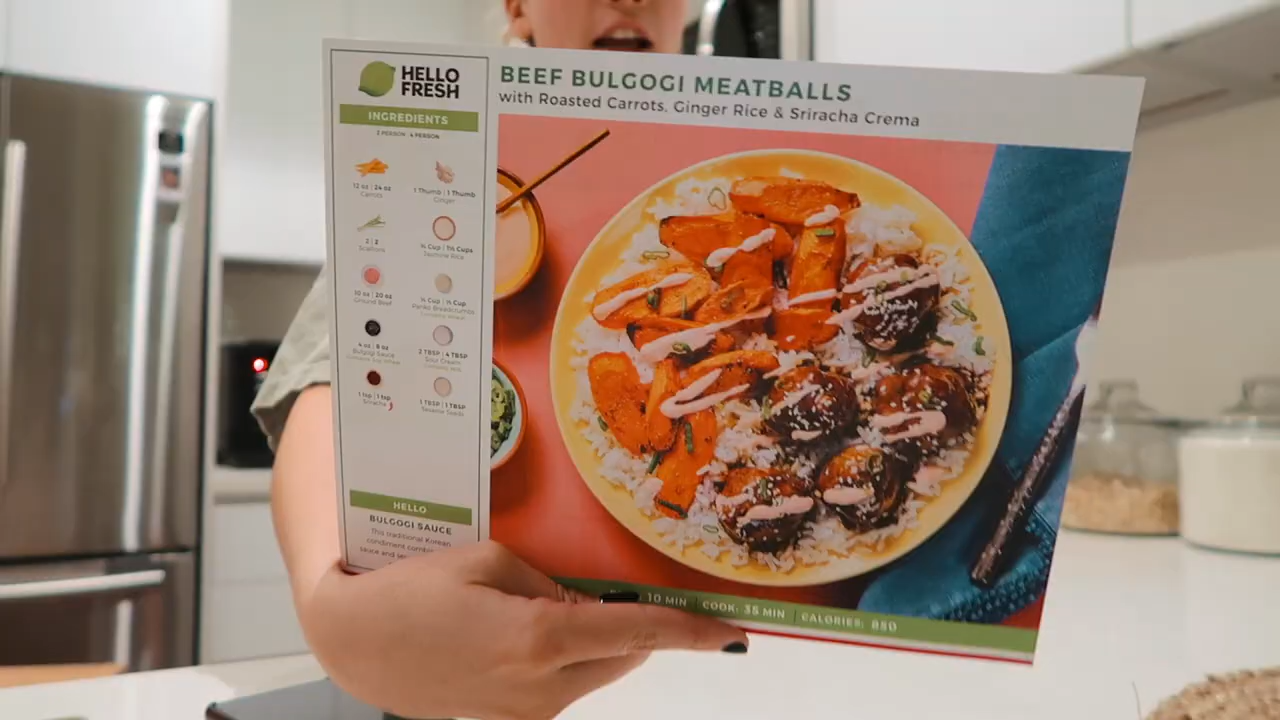 HELLO
FRESH
INGREDIENTS
2 PERSON | 4 PERSON
12 oz | 24 oz
Carrots
1 Thumb | 1 Thumb
Ginger
2 | 2
Scallions
¾ Cup | 1½ Cups
Jasmine Rice
10 oz | 20 oz
Ground Beef
¼ Cup | ½ Cup
Panko Breadcrumbs
4 oz | 8 oz
Bulgogi Sauce
2 TBSP | 4 TBSP
Sour Cream
1 tsp | 1 tsp
Sriracha
1 TBSP | 1 TBSP
Sesame Seeds
HELLO
BULGOGI SAUCE
This traditional Korean
sauce and
BEEF BULGOGI MEATBALLS
with Roasted Carrots, Ginger Rice & Sriracha Crema
10 MIN | COOK: 35 MIN | CALORIES: 850